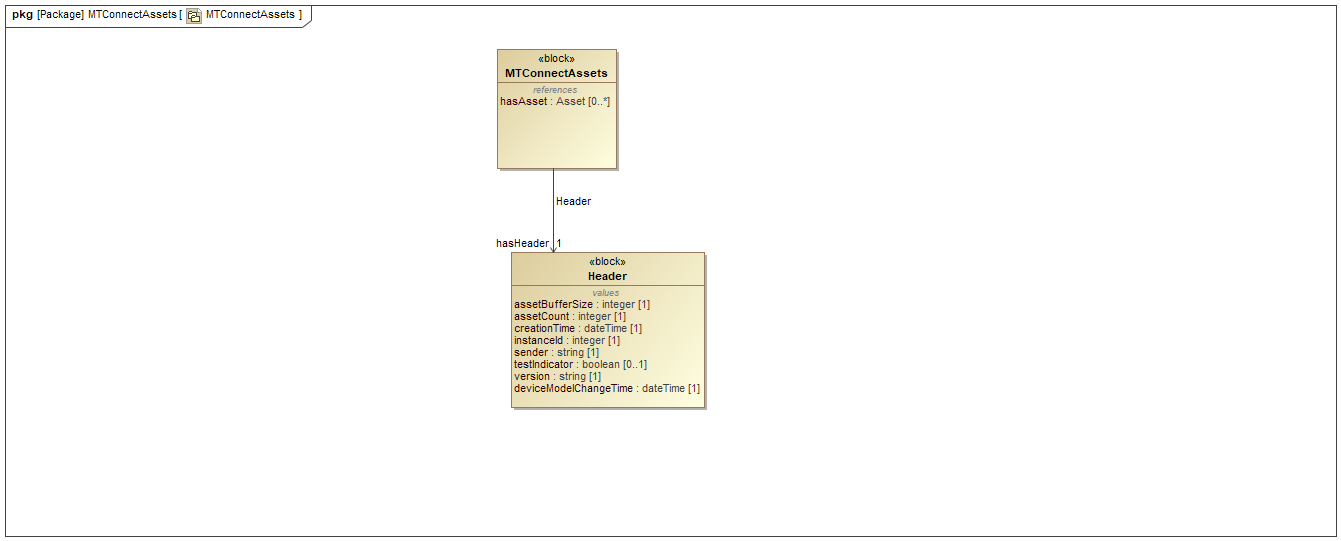 pkg [Package] MTConnectAssets [ MTConnectAssets ]
«block»
MTConnectAssets
references
hasAsset : Asset [0..*]
Header
hasHeader 1
«block»
Header
values
assetBufferSize : integer [1]
assetCount : integer [1]
creationTime : dateTime [1]
instanceId : integer [1]
sender : string [1]
testIndicator : boolean [0..1]
version : string [1]
deviceModelChangeTime : dateTime [1]